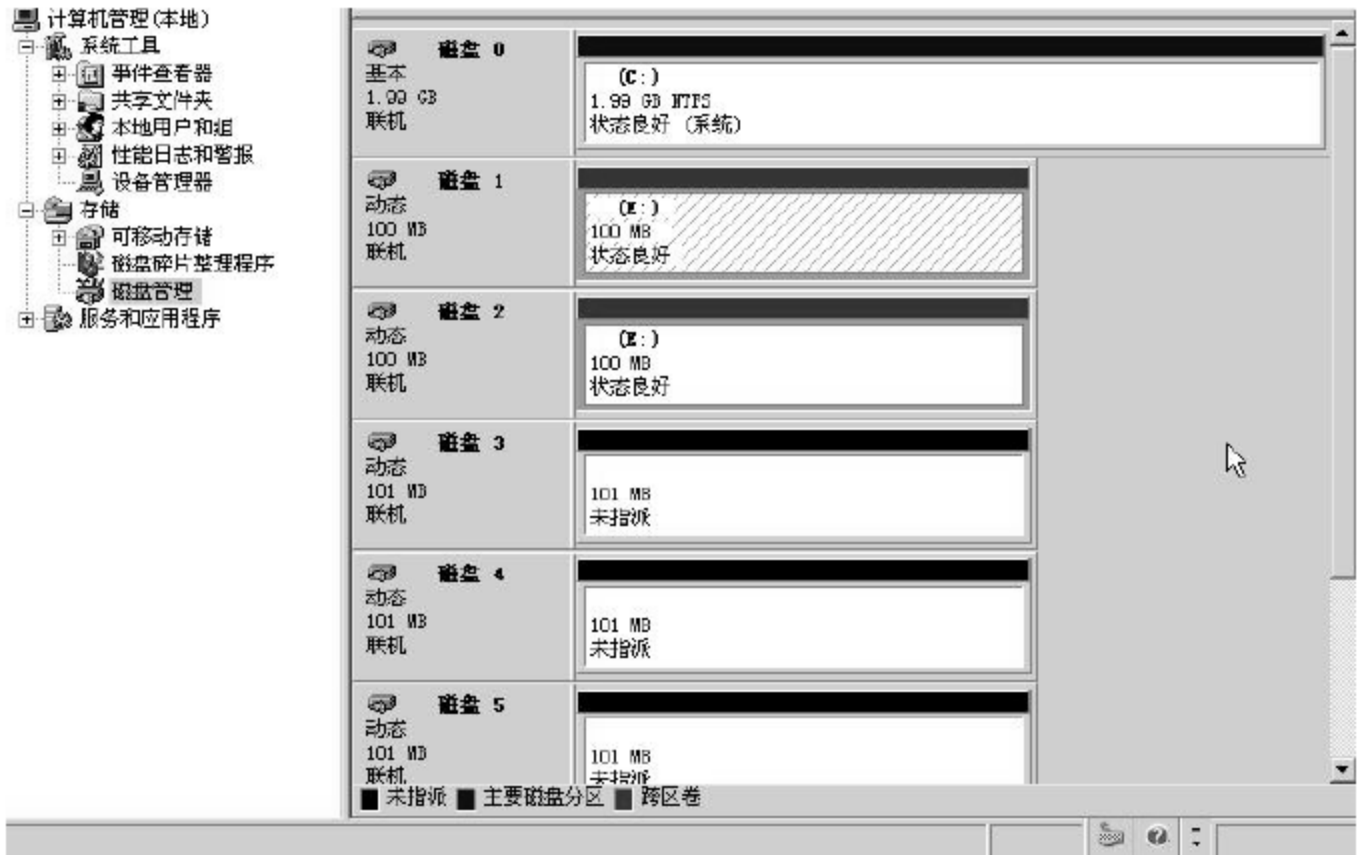 计算机管理(本地)
系统工具
事件查看器
共享文件夹
本地用户和组
性能日志和警报
设备管理器
存储
可移动存储
磁盘碎片整理程序
磁盘管理
服务和应用程序
磁盘 0
基本
1.99 GB
联机
(C:)
1.99 GB NTFS
状态良好 (系统)
磁盘 1
动态
100 MB
联机
(E:)
100 MB
状态良好
磁盘 2
动态
100 MB
联机
(E:)
100 MB
状态良好
磁盘 3
动态
101 MB
联机
101 MB
未指派
磁盘 4
动态
101 MB
联机
101 MB
未指派
磁盘 5
动态
101 MB
联机
101 MB
未指派
未指派 主要磁盘分区 跨区卷